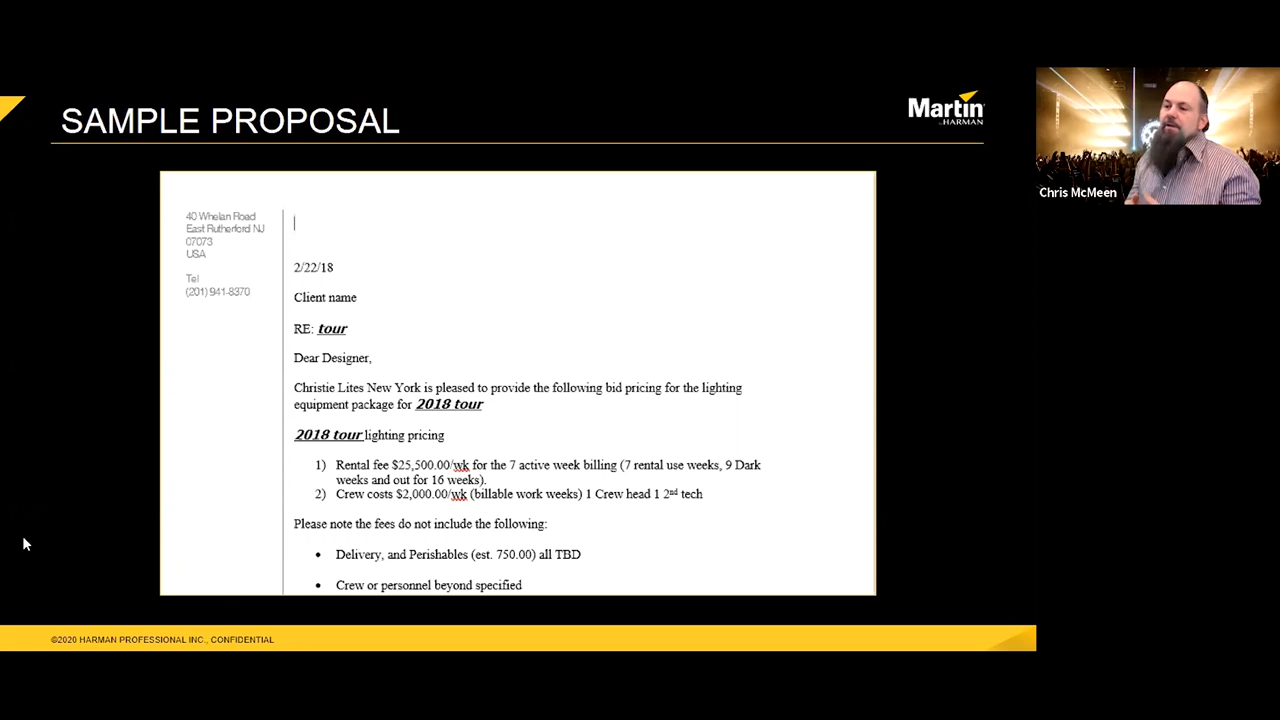 SAMPLE PROPOSAL
Martin
by HARMAN
Chris McMeen
40 Whelan Road
East Rutherford NJ
07073
USA
Tel
(201) 941-8370
2/22/18
Client name
RE: tour
Dear Designer,
Christie Lites New York is pleased to provide the following bid pricing for the lighting
equipment package for 2018 tour
2018 tour lighting pricing
1) Rental fee $25,500.00/wk for the 7 active week billing (7 rental use weeks, 9 Dark
weeks and out for 16 weeks).
2) Crew costs $2,000.00/wk (billable work weeks) 1 Crew head 1 2nd tech
Please note the fees do not include the following:
• Delivery, and Perishables (est. 750.00) all TBD
• Crew or personnel beyond specified
©2020 HARMAN PROFESSIONAL INC., CONFIDENTIAL